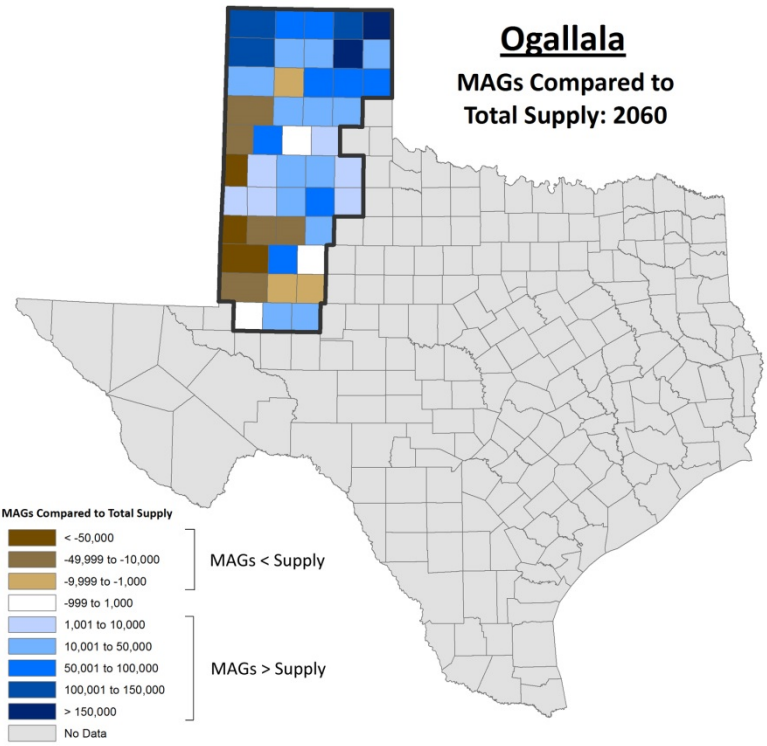 Ogallala
MAGs Compared to
Total Supply: 2060
MAGs Compared to Total Supply
< -50,000
-49,999 to -10,000
-9,999 to -1,000
-999 to 1,000
1,001 to 10,000
10,001 to 50,000
50,001 to 100,000
100,001 to 150,000
> 150,000
No Data
MAGs < Supply
MAGs > Supply